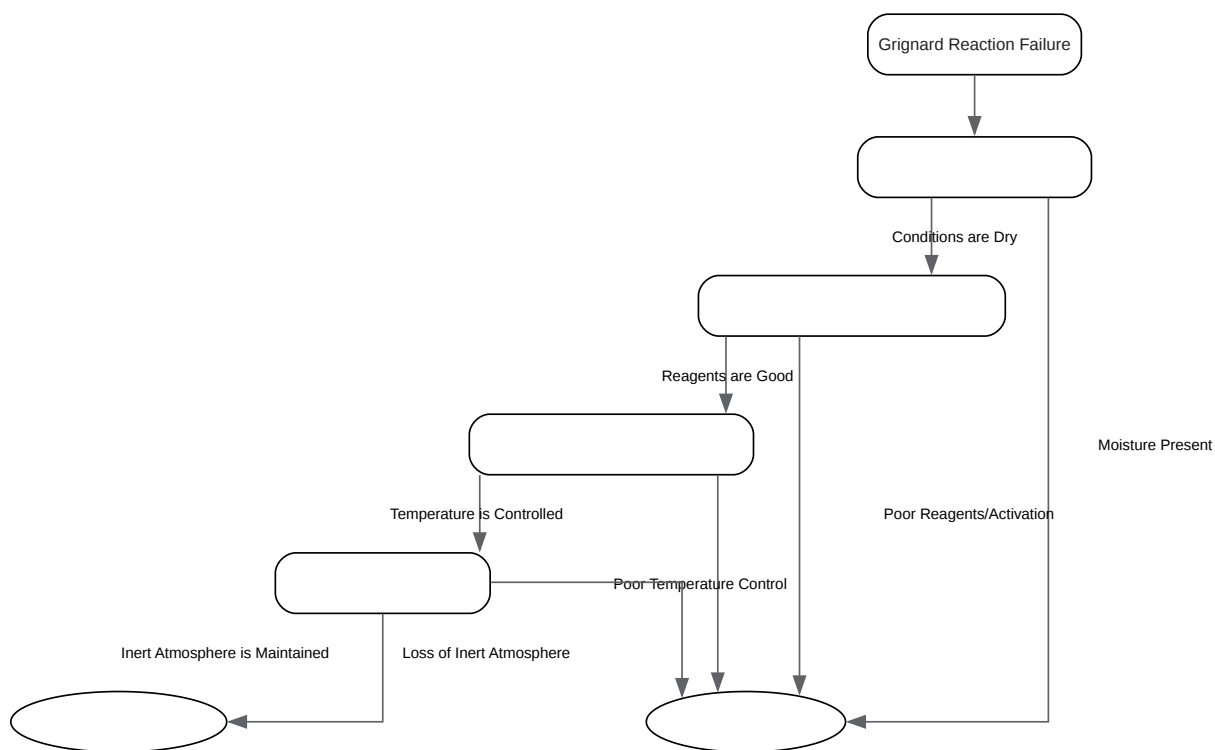 Grignard Reaction Failure
Conditions are Dry
Reagents are Good
Moisture Present
Temperature is Controlled
Poor Reagents/Activation
Poor Temperature Control
Inert Atmosphere is Maintained
Loss of Inert Atmosphere